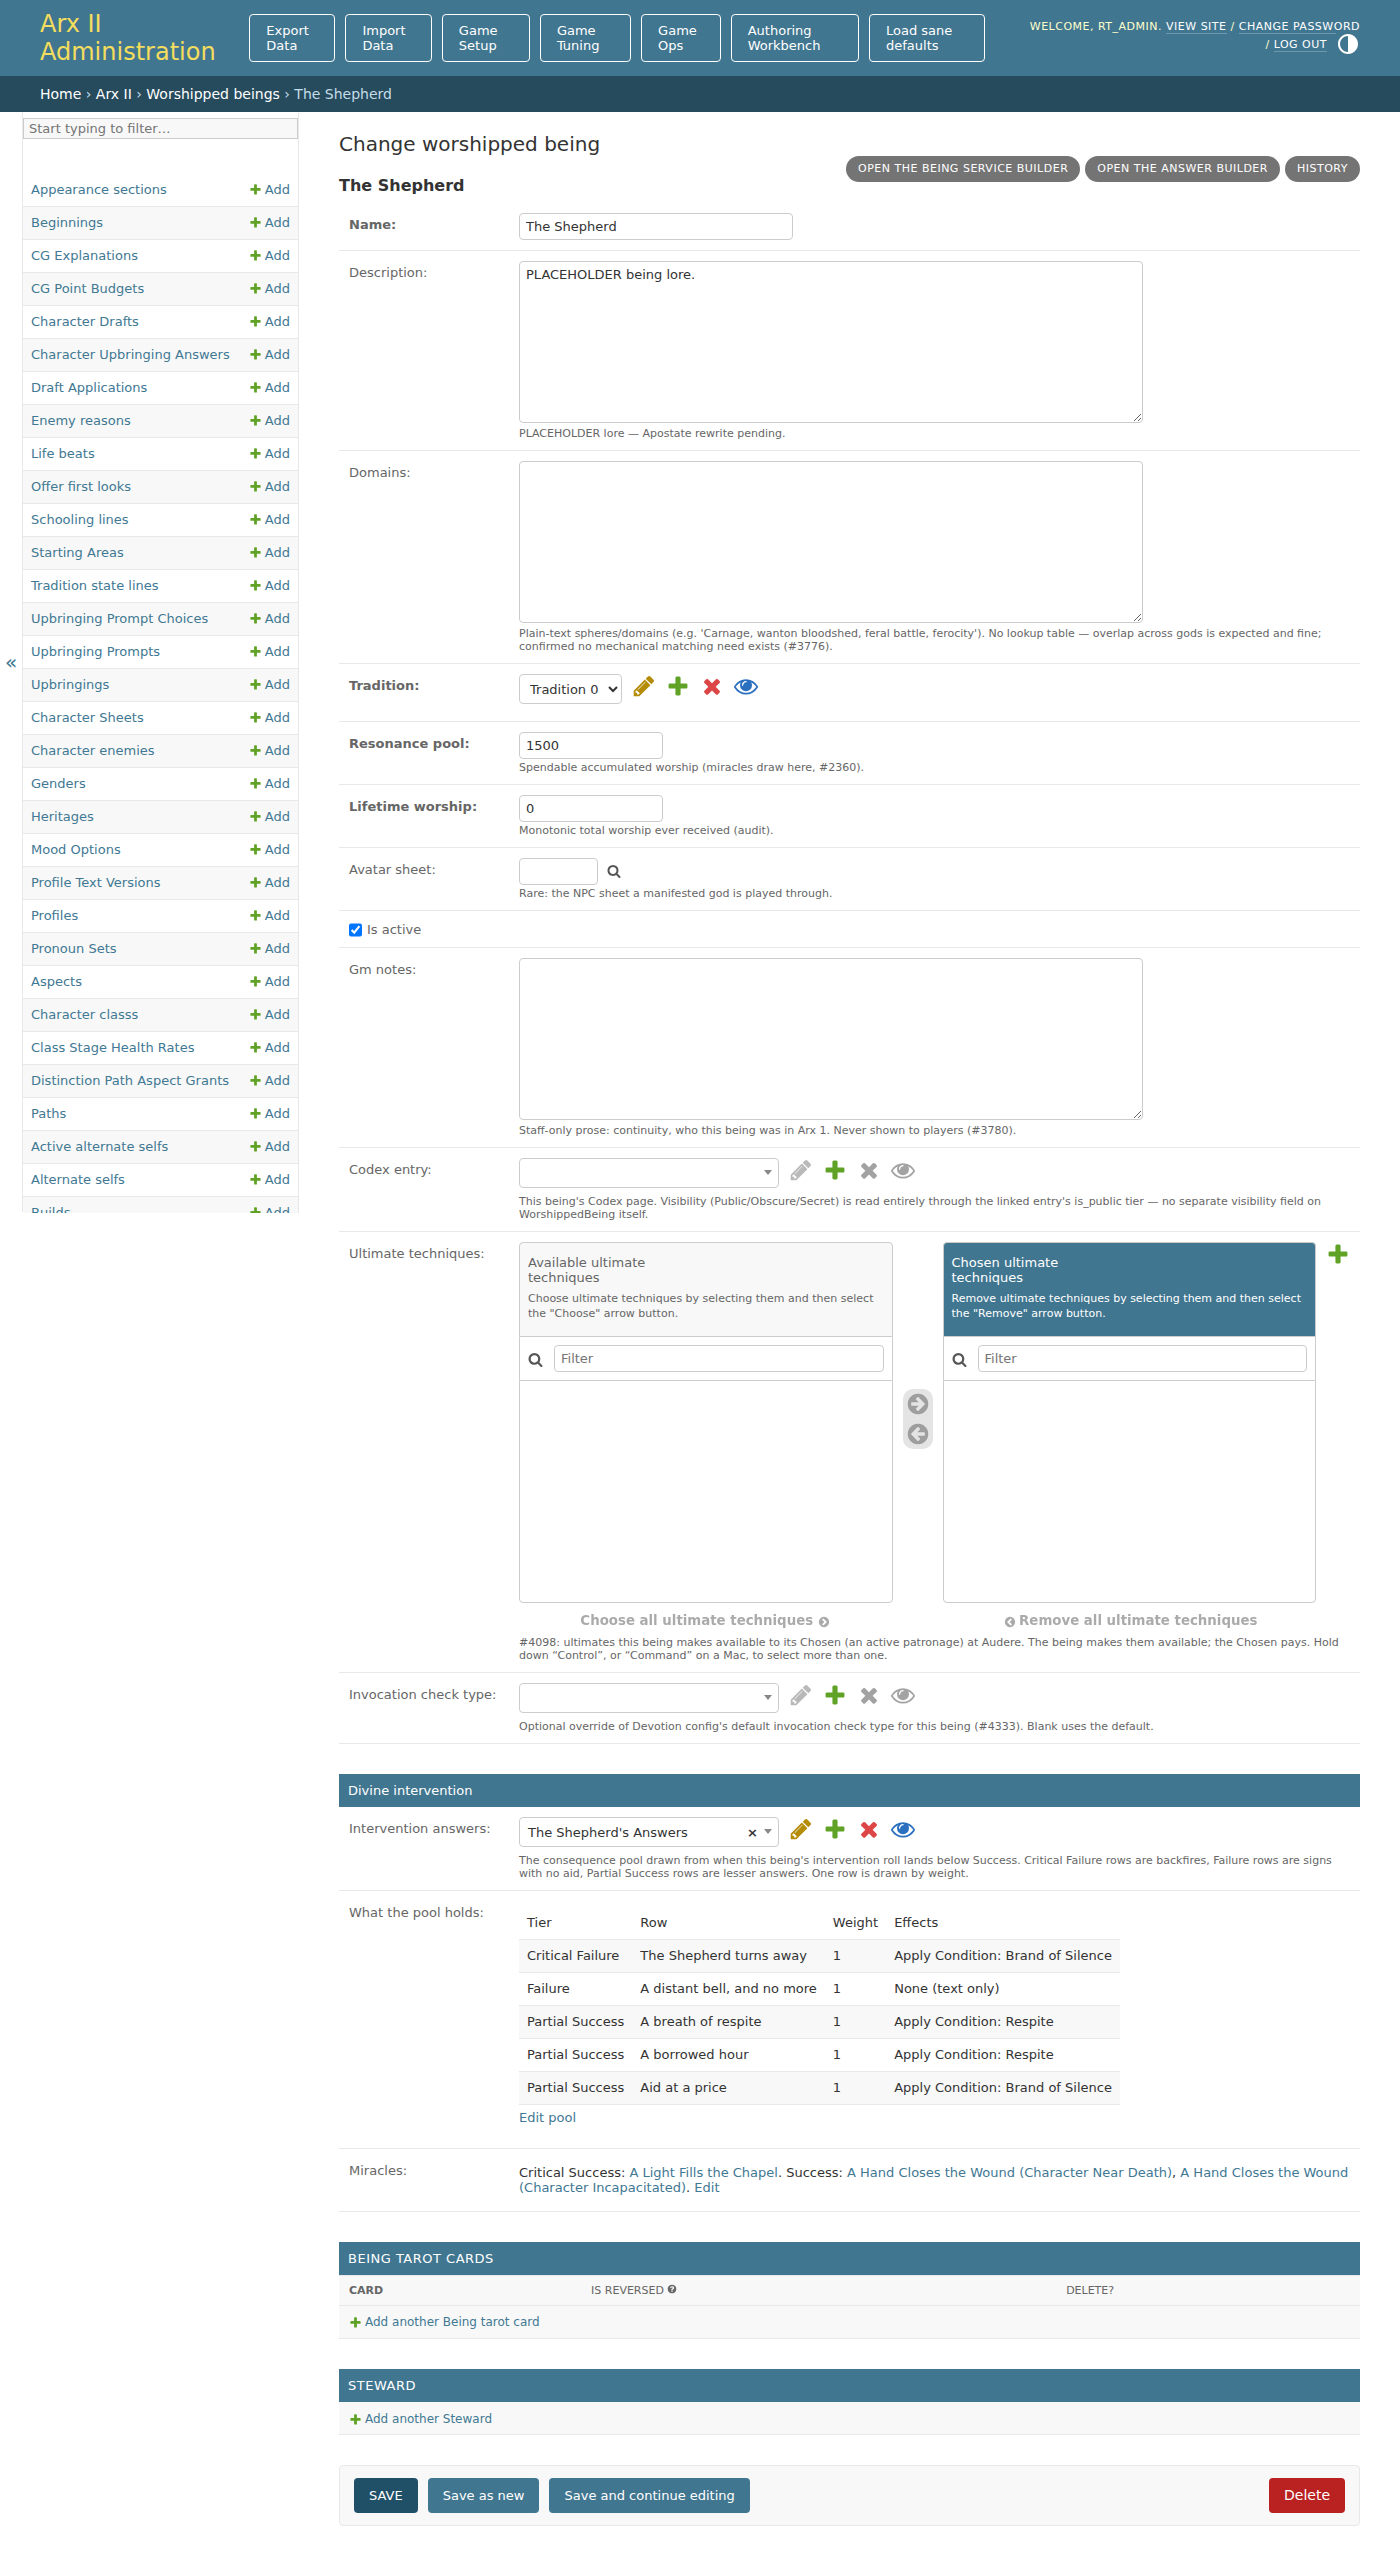 Arx II
Administration
Export
Data
Import
Data
Game
Setup
Game
Tuning
Game
Ops
Authoring
Workbench
Load sane
defaults
WELCOME, RT_ADMIN. VIEW SITE / CHANGE PASSWORD
/ LOG OUT
Home › Arx II › Worshipped beings › The Shepherd
Start typing to filter…
Appearance sections Add
Beginnings Add
CG Explanations Add
CG Point Budgets Add
Character Drafts Add
Character Upbringing Answers Add
Draft Applications Add
Enemy reasons Add
Life beats Add
Offer first looks Add
Schooling lines Add
Starting Areas Add
Tradition state lines Add
Upbringing Prompt Choices Add
Upbringing Prompts Add
«
Upbringings Add
Character Sheets Add
Character enemies Add
Genders Add
Heritages Add
Mood Options Add
Profile Text Versions Add
Profiles Add
Pronoun Sets Add
Aspects Add
Character classs Add
Class Stage Health Rates Add
Distinction Path Aspect Grants Add
Paths Add
Active alternate selfs Add
Alternate selfs Add
Builds Add
Change worshipped being
OPEN THE BEING SERVICE BUILDER
OPEN THE ANSWER BUILDER
HISTORY
The Shepherd
Name: The Shepherd
Description: PLACEHOLDER being lore.
PLACEHOLDER lore — Apostate rewrite pending.
Domains:
Plain-text spheres/domains (e.g. 'Carnage, wanton bloodshed, feral battle, ferocity'). No lookup table — overlap across gods is expected and fine;
confirmed no mechanical matching need exists (#3776).
Tradition: Tradition 0
Resonance pool: 1500
Spendable accumulated worship (miracles draw here, #2360).
Lifetime worship: 0
Monotonic total worship ever received (audit).
Avatar sheet:
Rare: the NPC sheet a manifested god is played through.
Is active
Gm notes:
Staff-only prose: continuity, who this being was in Arx 1. Never shown to players (#3780).
Codex entry:
This being's Codex page. Visibility (Public/Obscure/Secret) is read entirely through the linked entry's is_public tier — no separate visibility field on
WorshippedBeing itself.
Ultimate techniques:
Available ultimate
techniques
Choose ultimate techniques by selecting them and then select
the "Choose" arrow button.
Filter
Choose all ultimate techniques
Chosen ultimate
techniques
Remove ultimate techniques by selecting them and then select
the "Remove" arrow button.
Filter
Remove all ultimate techniques
#4098: ultimates this being makes available to its Chosen (an active patronage) at Audere. The being makes them available; the Chosen pays. Hold
down “Control”, or “Command” on a Mac, to select more than one.
Invocation check type:
Optional override of Devotion config's default invocation check type for this being (#4333). Blank uses the default.
Divine intervention
Intervention answers: The Shepherd's Answers ×
The consequence pool drawn from when this being's intervention roll lands below Success. Critical Failure rows are backfires, Failure rows are signs
with no aid, Partial Success rows are lesser answers. One row is drawn by weight.
What the pool holds:
Tier Row Weight Effects
Critical Failure The Shepherd turns away 1 Apply Condition: Brand of Silence
Failure A distant bell, and no more 1 None (text only)
Partial Success A breath of respite 1 Apply Condition: Respite
Partial Success A borrowed hour 1 Apply Condition: Respite
Partial Success Aid at a price 1 Apply Condition: Brand of Silence
Edit pool
Miracles: Critical Success: A Light Fills the Chapel. Success: A Hand Closes the Wound (Character Near Death), A Hand Closes the Wound
(Character Incapacitated). Edit
BEING TAROT CARDS
CARD IS REVERSED DELETE?
Add another Being tarot card
STEWARD
Add another Steward
SAVE
Save as new
Save and continue editing
Delete